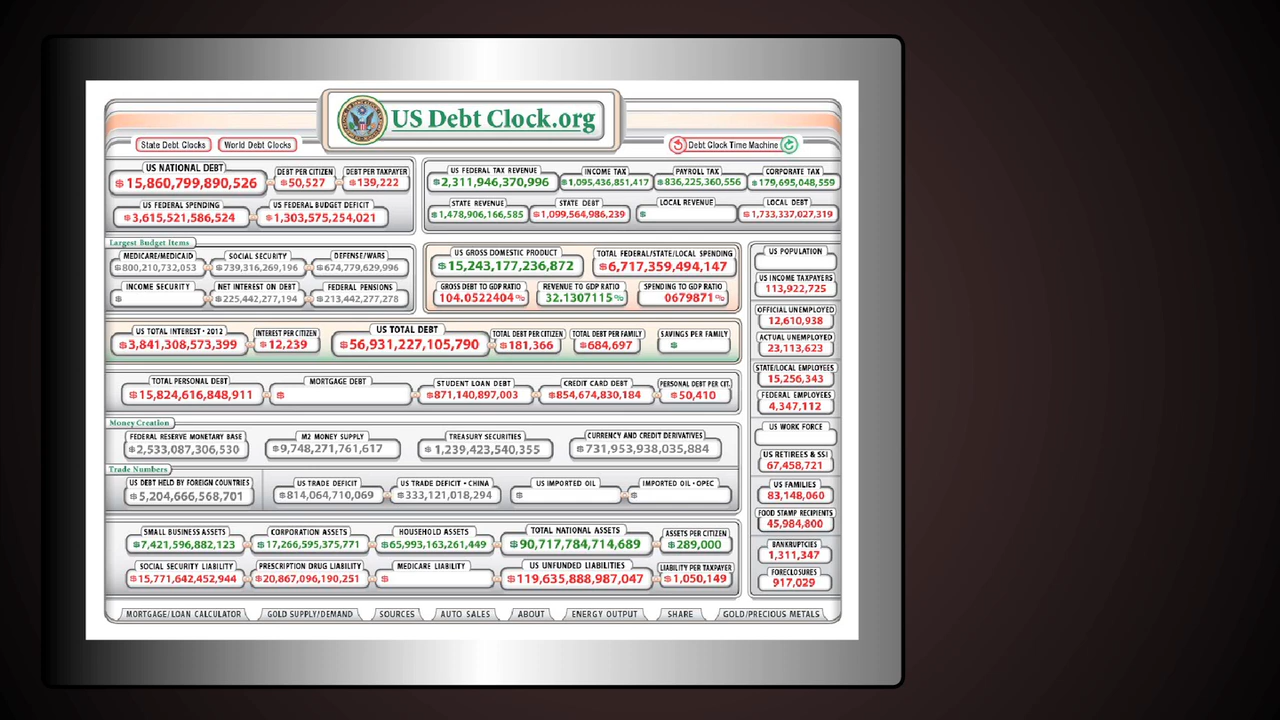 US Debt Clock.org
State Debt Clocks World Debt Clocks Debt Clock Time Machine
US NATIONAL DEBT DEBT PER CITIZEN DEBT PER TAXPAYER
$15,860,799,890,526 $50,527 $139,222
US FEDERAL SPENDING US FEDERAL BUDGET DEFICIT
$3,615,521,586,524 $1,303,575,254,021
US FEDERAL TAX REVENUE INCOME TAX PAYROLL TAX CORPORATE TAX
$2,311,946,370,996 $1,095,436,851,417 $836,225,360,556 $179,695,048,559
STATE REVENUE STATE DEBT LOCAL REVENUE LOCAL DEBT
$1,478,906,166,585 $1,099,564,986,239 $ $1,733,337,027,319
Largest Budget Items
MEDICARE/MEDICAID SOCIAL SECURITY DEFENSE/WARS
$800,210,732,053 $739,316,269,196 $674,779,629,996
INCOME SECURITY NET INTEREST ON DEBT FEDERAL PENSIONS
$ $225,442,277,194 $213,442,277,278
US GROSS DOMESTIC PRODUCT TOTAL FEDERAL/STATE/LOCAL SPENDING
$15,243,177,236,872 $6,717,359,494,147
GROSS DEBT TO GDP RATIO REVENUE TO GDP RATIO SPENDING TO GDP RATIO
104.0522404% 32.1307115% 0679871%
US TOTAL INTEREST • 2012 INTEREST PER CITIZEN US TOTAL DEBT TOTAL DEBT PER CITIZEN TOTAL DEBT PER FAMILY SAVINGS PER FAMILY
$3,841,308,573,399 $12,239 $56,931,227,105,790 $181,366 $684,697 $
TOTAL PERSONAL DEBT MORTGAGE DEBT STUDENT LOAN DEBT CREDIT CARD DEBT PERSONAL DEBT PER CIT.
$15,824,616,848,911 $ $871,140,897,003 $854,674,830,184 $50,410
Money Creation
FEDERAL RESERVE MONETARY BASE M2 MONEY SUPPLY TREASURY SECURITIES CURRENCY AND CREDIT DERIVATIVES
$2,533,087,306,530 $9,748,271,761,617 $1,239,423,540,355 $731,953,938,035,884
Trade Numbers
US DEBT HELD BY FOREIGN COUNTRIES US TRADE DEFICIT US TRADE DEFICIT • CHINA US IMPORTED OIL IMPORTED OIL • OPEC
$5,204,666,568,701 $814,064,710,069 $333,121,018,294 $ $
SMALL BUSINESS ASSETS CORPORATION ASSETS HOUSEHOLD ASSETS TOTAL NATIONAL ASSETS ASSETS PER CITIZEN
$7,421,596,882,123 $17,266,595,375,771 $65,993,163,261,449 $90,717,784,714,689 $289,000
SOCIAL SECURITY LIABILITY PRESCRIPTION DRUG LIABILITY MEDICARE LIABILITY US UNFUNDED LIABILITIES LIABILITY PER TAXPAYER
$15,771,642,452,944 $20,867,096,190,251 $ $119,635,888,987,047 $1,050,149
US POPULATION
US INCOME TAXPAYERS
113,922,725
OFFICIAL UNEMPLOYED
12,610,938
ACTUAL UNEMPLOYED
23,113,623
STATE/LOCAL EMPLOYEES
15,256,343
FEDERAL EMPLOYEES
4,347,112
US WORK FORCE
US RETIREES & SSI
67,458,721
US FAMILIES
83,148,060
FOOD STAMP RECIPIENTS
45,984,800
BANKRUPTCIES
1,311,347
FORECLOSURES
917,029
MORTGAGE/LOAN CALCULATOR GOLD SUPPLY/DEMAND SOURCES AUTO SALES ABOUT ENERGY OUTPUT SHARE GOLD/PRECIOUS METALS